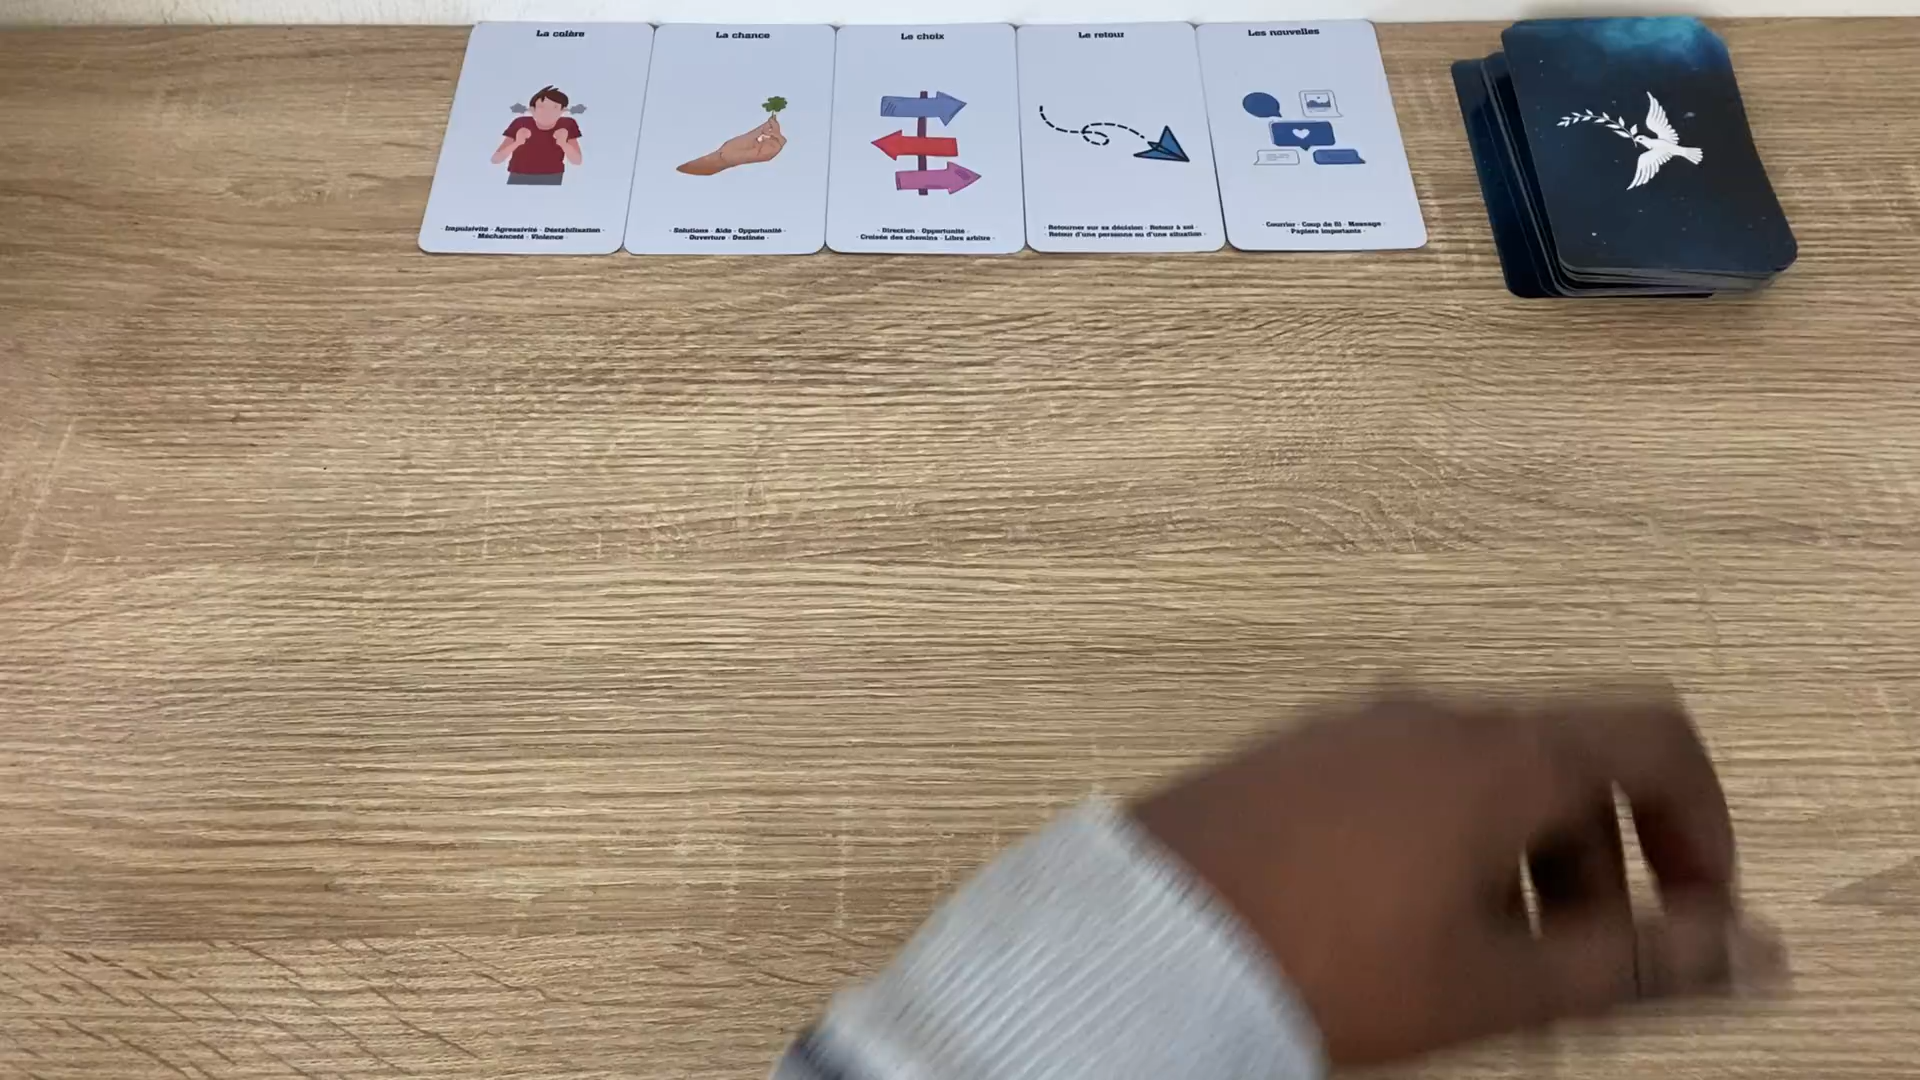 La colère
· Impulsivité · Agressivité · Déstabilisation ·
· Méchanceté · Violence ·
La chance
· Solutions · Aide · Opportunité ·
· Ouverture · Destinée ·
Le choix
· Direction · Opportunité ·
· Croisée des chemins · Libre arbitre ·
Le retour
· Retourner sur sa décision · Retour à soi ·
· Retour d'une personne ou d'une situation ·
Les nouvelles
· Courrier · Coup de fil · Message ·
· Papiers importants ·